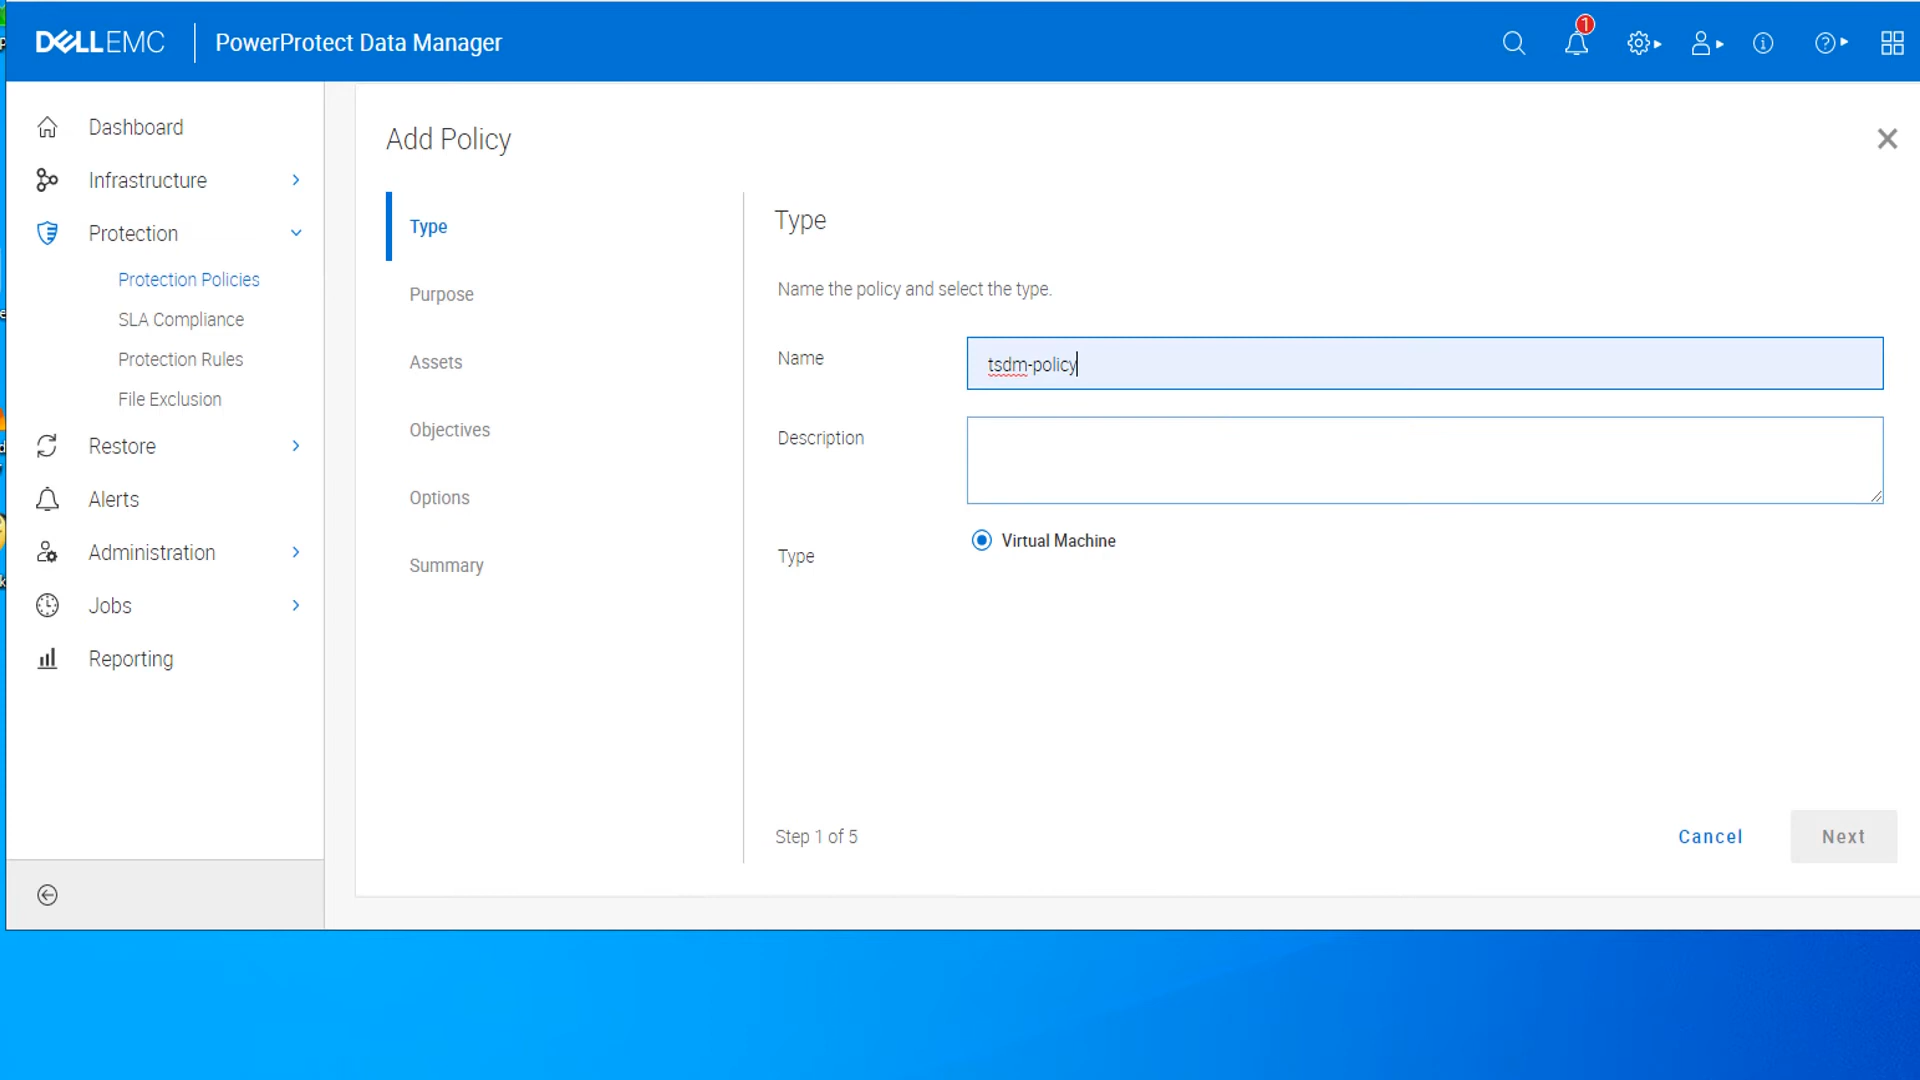 DELLEMC
PowerProtect Data Manager
1
Dashboard
Infrastructure
Protection
Protection Policies
SLA Compliance
Protection Rules
File Exclusion
Restore
Alerts
Administration
Jobs
Reporting
Add Policy
Type
Purpose
Assets
Objectives
Options
Summary
Type
Name the policy and select the type.
Name
tsdm-policy
Description
Type
Virtual Machine
Step 1 of 5
Cancel
Next